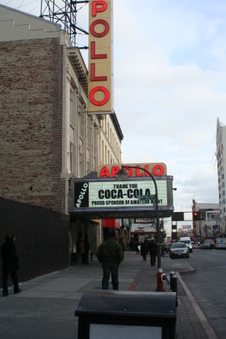 APOLLO
APOLLO
APOLLO
THANK YOU
COCA-COLA
PROUD SPONSOR OF AMATEUR NIGHT